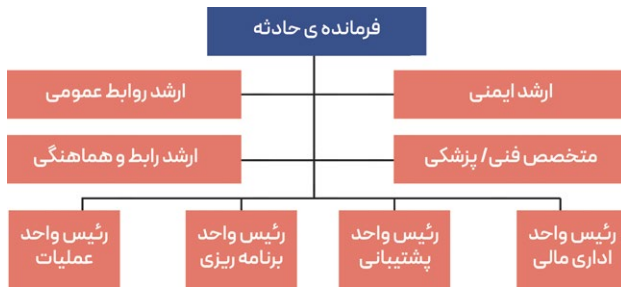 فرمانده ی حادثه
ارشد ایمنی
ارشد روابط عمومی
متخصص فنی/ پزشکی
ارشد رابط و هماهنگی
رئیس واحد
اداری مالی
رئیس واحد
پشتیبانی
رئیس واحد
برنامه ریزی
رئیس واحد
عملیات